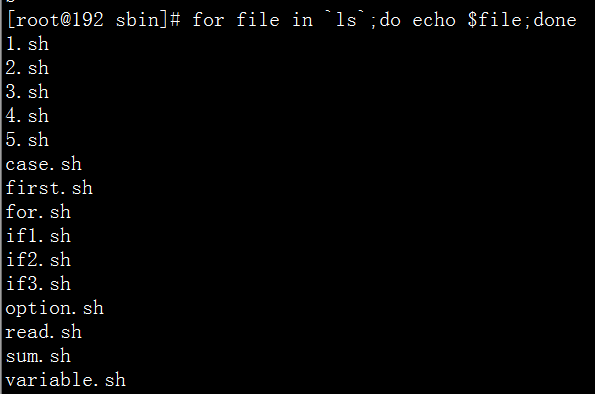 [root@192 sbin]# for file in `ls`;do echo $file;done
1.sh
2.sh
3.sh
4.sh
5.sh
case.sh
first.sh
for.sh
if1.sh
if2.sh
if3.sh
option.sh
read.sh
sum.sh
variable.sh